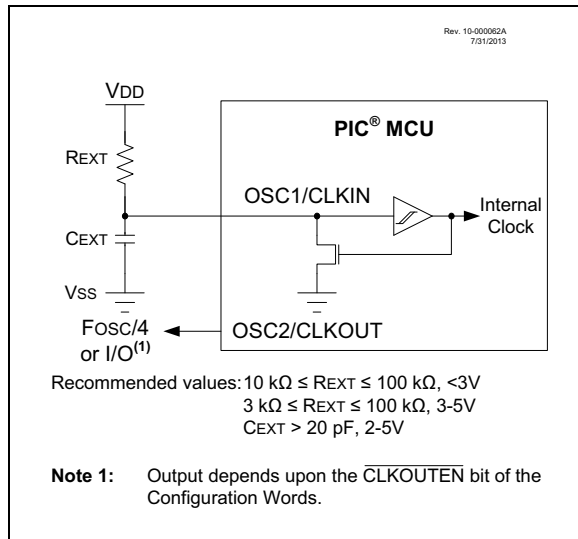 Rev. 10-000062A
7/31/2013
VDD
PIC® MCU
REXT
OSC1/CLKIN
Internal
Clock
CEXT
VSS
FOSC/4
or I/O(1)
OSC2/CLKOUT
Recommended values: 10 kΩ ≤ REXT ≤ 100 kΩ, <3V
3 kΩ ≤ REXT ≤ 100 kΩ, 3-5V
CEXT > 20 pF, 2-5V
Note 1: Output depends upon the CLKOUTEN bit of the
Configuration Words.